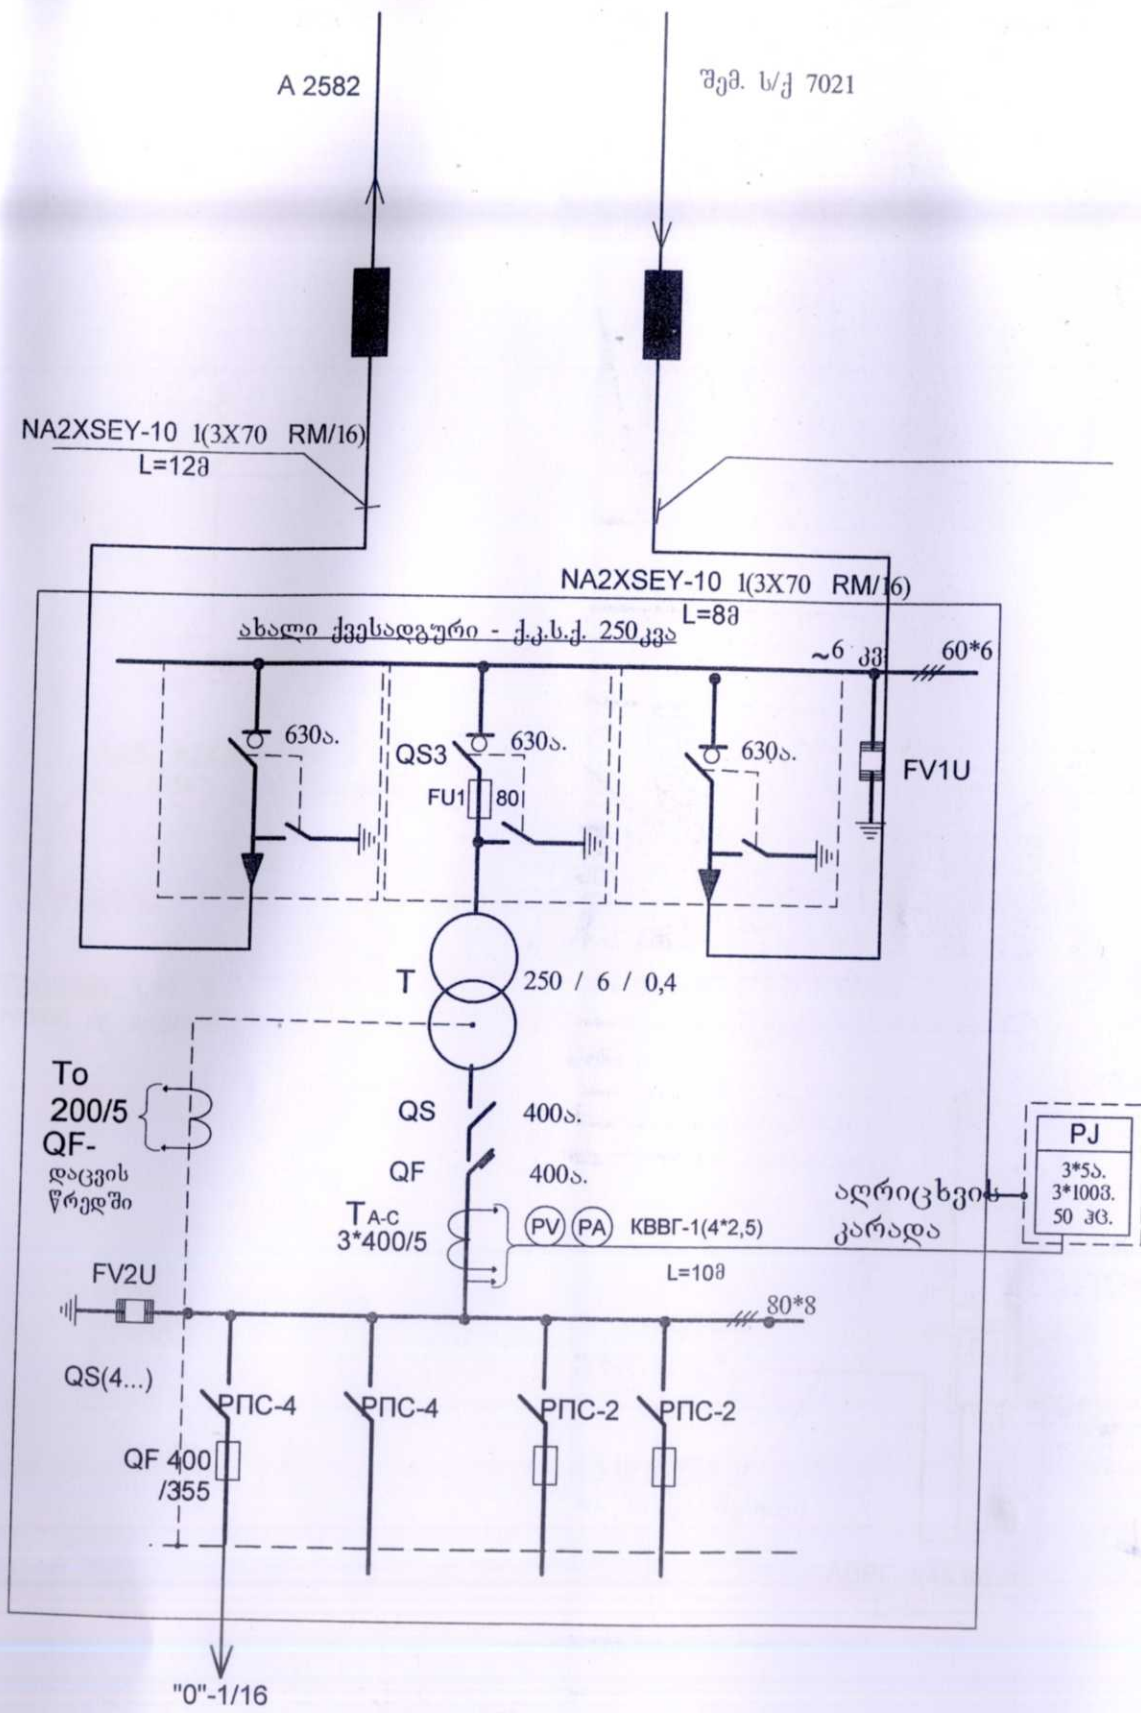 A 2582
შემ. ს/ქ 7021
NA2XSEY-10 1(3X70 RM/16)
L=12მ
NA2XSEY-10 1(3X70 RM/16)
L=8მ
ახალი ქვესადგური - ქ.კ.ს.ქ. 250კვა
~6 კვ
60*6
630ა.
QS3
630ა.
630ა.
FV1U
FU1
80
T
250 / 6 / 0,4
To
200/5
QF-
დაცვის
წრედში
QS
400ა.
QF
400ა.
TA-C
3*400/5
PV
PA
КВВГ-1(4*2,5)
L=10მ
აღრიცხვის
კარადა
PJ
3*5ა.
3*100ვ.
50 ჰც.
FV2U
80*8
QS(4...)
РПС-4
РПС-4
РПС-2
РПС-2
QF 400
/355
"0"-1/16